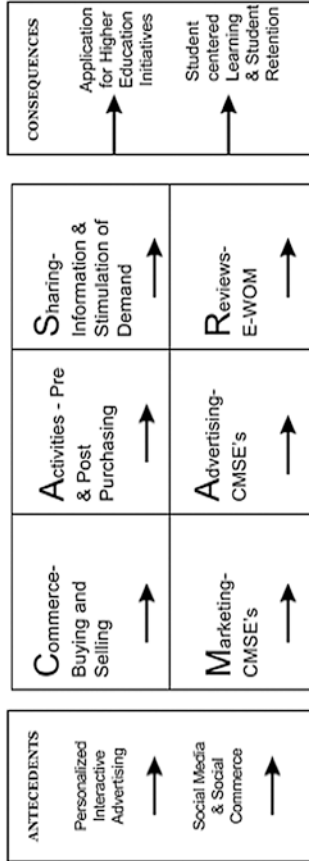 ANTECEDENTS
Personalized
Interactive
Advertising
Social Media
& Social
Commerce
Commerce-
Buying and
Selling
Activities - Pre
& Post
Purchasing
Sharing-
Information &
Stimulation of
Demand
Marketing-
CMSE's
Advertising-
CMSE's
Reviews-
E-WOM
CONSEQUENCES
Application
for Higher
Education
Initiatives
Student
centered
Learning
& Student
Retention